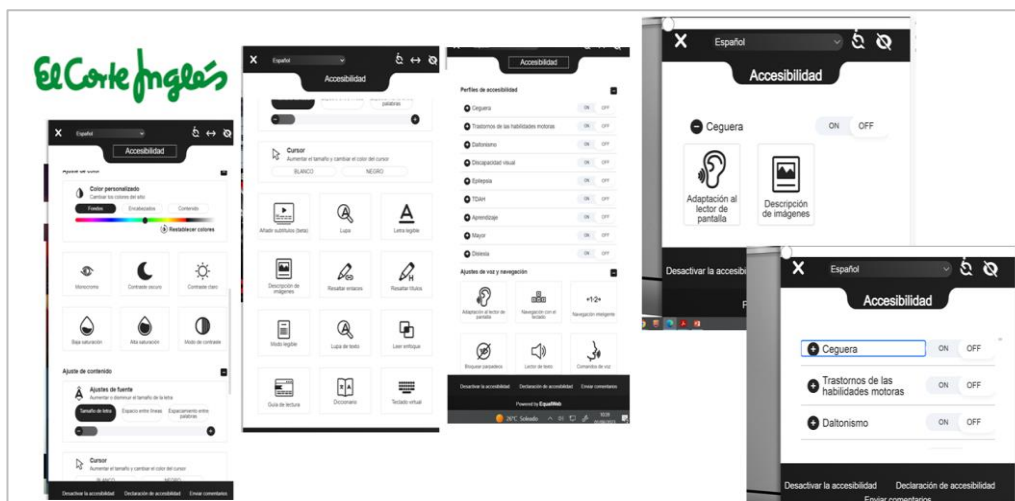 El Corte Inglés
Español
Accesibilidad
Ajuste de color
Color personalizado
Cambiar los colores del sitio
Fondos
Encabezados
Contenido
Restablecer colores
Monocromo
Contraste oscuro
Contraste claro
Baja saturación
Alta saturación
Modo de contraste
Ajuste de contenido
Ajustes de fuente
Aumentar o disminuir el tamaño de la letra
Tamaño de letra
Espacio entre líneas
Espaciamiento entre palabras
Cursor
Aumentar el tamaño y cambiar el color del cursor
BLANCO
NEGRO
Desactivar la accesibilidad
Declaración de accesibilidad
Enviar comentarios
Español
Accesibilidad
palabras
Cursor
Aumentar el tamaño y cambiar el color del cursor
BLANCO
NEGRO
Añadir subtítulos (beta)
Lupa
Letra legible
Descripción de imágenes
Resaltar enlaces
Resaltar títulos
Modo legible
Lupa de texto
Leer enfoque
Guía de lectura
Diccionario
Teclado virtual
Accesibilidad
Perfiles de accesibilidad
Ceguera ON OFF
Trastornos de las habilidades motoras ON OFF
Daltonismo ON OFF
Discapacidad visual ON OFF
Epilepsia ON OFF
TDAH ON OFF
Aprendizaje ON OFF
Mayor ON OFF
Dislexia ON OFF
Ajustes de voz y navegación
Adaptación al lector de pantalla
Navegación con el teclado
Navegación inteligente
Bloquear parpadeos
Lector de texto
Comandos de voz
Desactivar la accesibilidad
Declaración de accesibilidad
Enviar comentarios
Powered by EqualWeb
26°C Soleado
Español
Accesibilidad
Ceguera ON OFF
Adaptación al
lector de
pantalla
Descripción
de imágenes
Desactivar la accesibi
Español
Accesibilidad
Ceguera ON OFF
Trastornos de las
habilidades motoras ON OFF
Daltonismo ON OFF
Desactivar la accesibilidad
Declaración de accesibilidad
Enviar comentarios